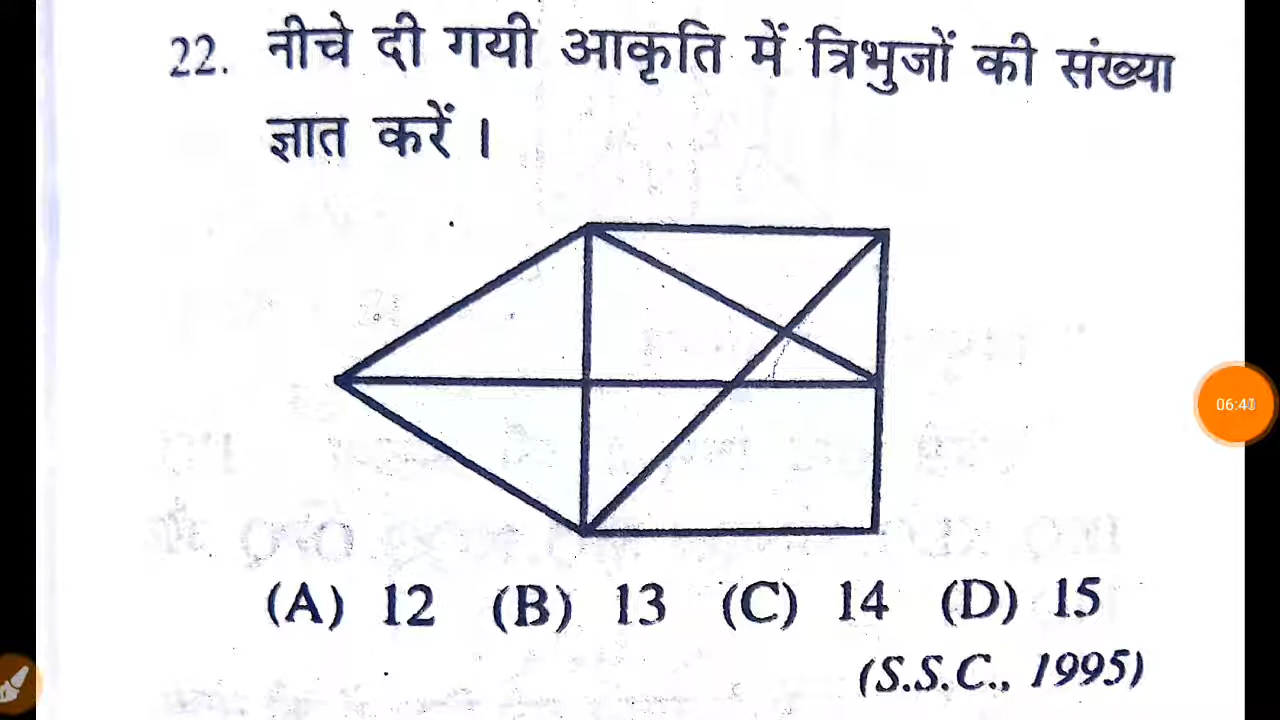 22. नीचे दी गयी आकृति में त्रिभुजों की संख्या
ज्ञात करें ।
(A) 12 (B) 13 (C) 14 (D) 15
(S.S.C., 1995)